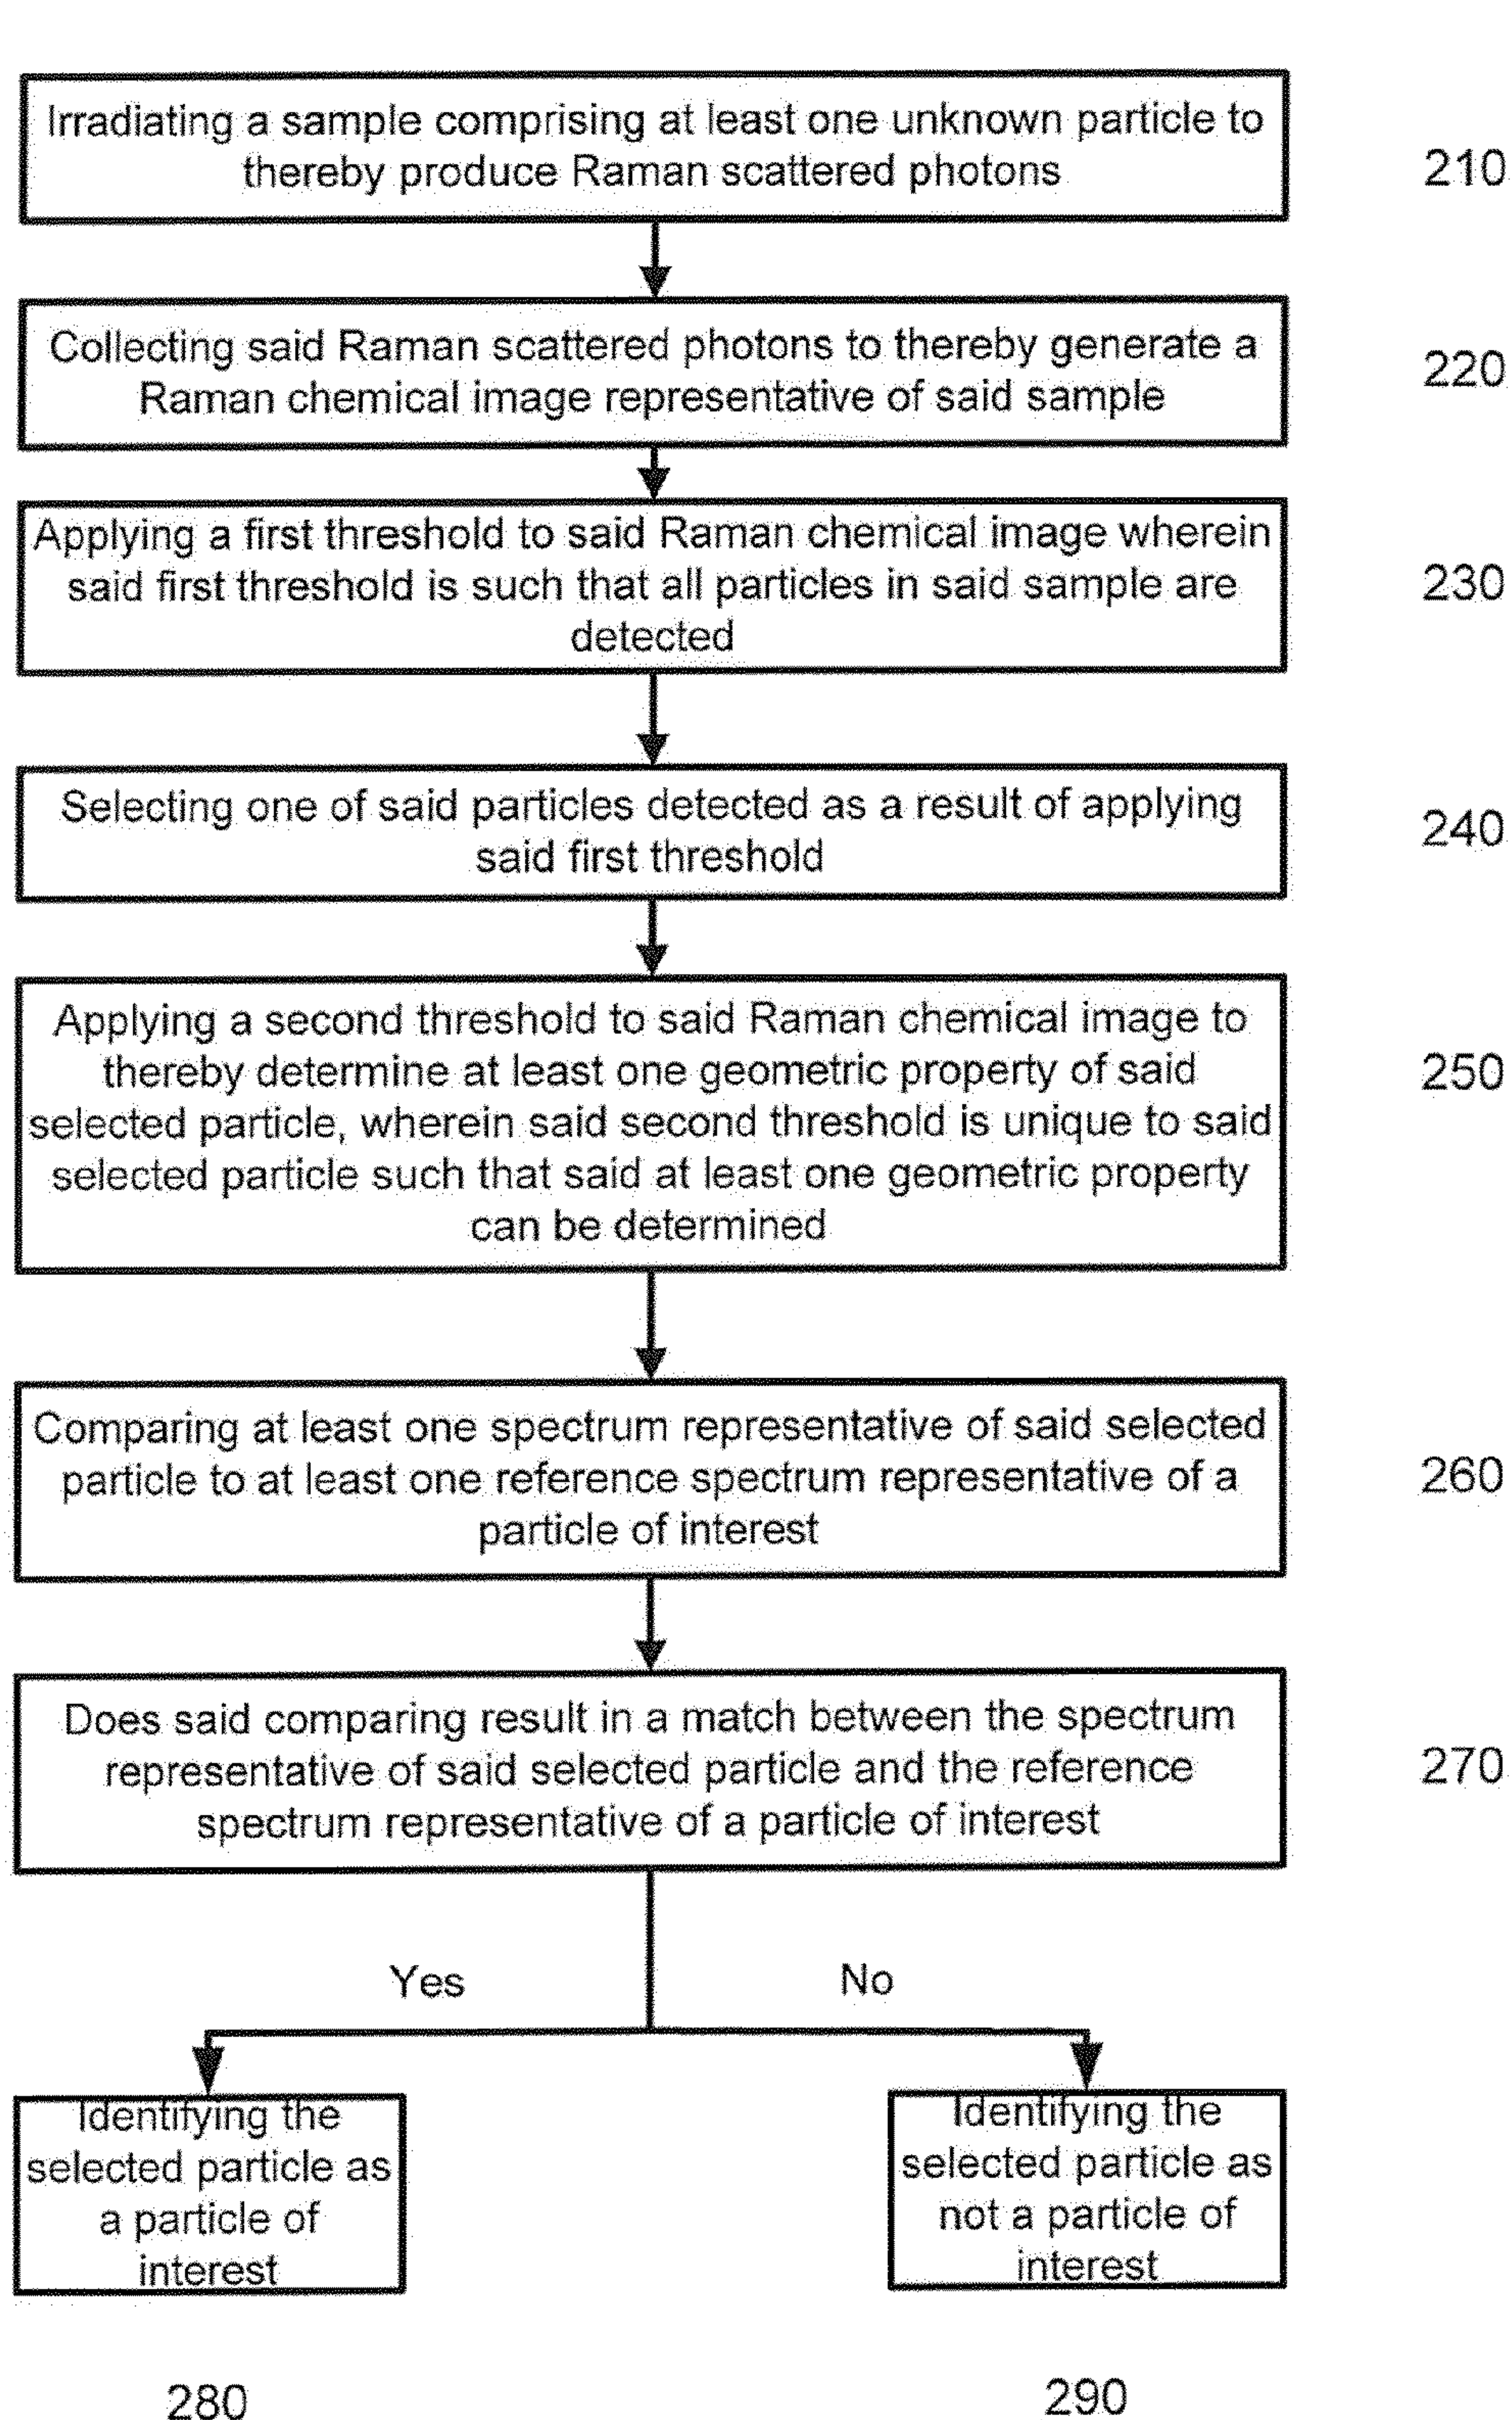 Irradiating a sample comprising at least one unknown particle to
thereby produce Raman scattered photons
210
Collecting said Raman scattered photons to thereby generate a
Raman chemical image representative of said sample
220
Applying a first threshold to said Raman chemical image wherein
said first threshold is such that all particles in said sample are
detected
230
Selecting one of said particles detected as a result of applying
said first threshold
240
Applying a second threshold to said Raman chemical image to
thereby determine at least one geometric property of said
selected particle, wherein said second threshold is unique to said
selected particle such that said at least one geometric property
can be determined
250
Comparing at least one spectrum representative of said selected
particle to at least one reference spectrum representative of a
particle of interest
260
Does said comparing result in a match between the spectrum
representative of said selected particle and the reference
spectrum representative of a particle of interest
270
Yes
No
Identifying the
selected particle as
a particle of
interest
280
Identifying the
selected particle as
not a particle of
interest
290